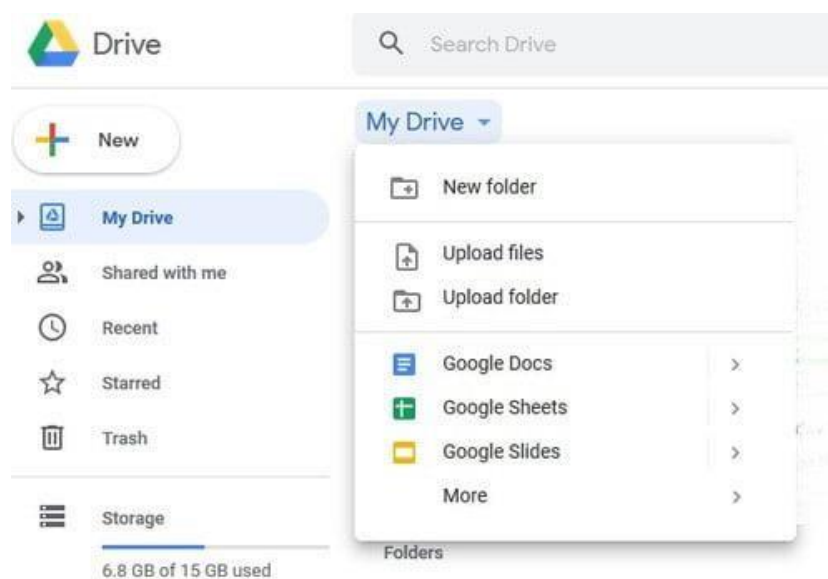 Drive
Search Drive
New
My Drive
Shared with me
Recent
Starred
Trash
Storage
6.8 GB of 15 GB used
My Drive
New folder
Upload files
Upload folder
Google Docs
Google Sheets
Google Slides
More
Folders